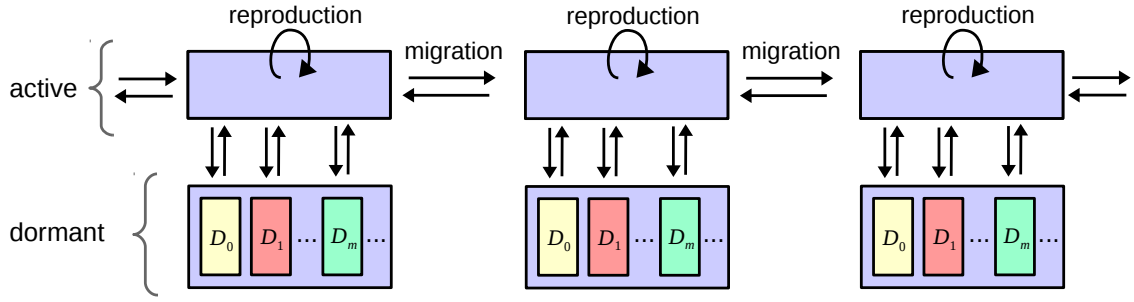 reproduction reproduction reproduction
migration migration
active
dormant
D0 D1 ... Dm ... D0 D1 ... Dm ... D0 D1 ... Dm ...